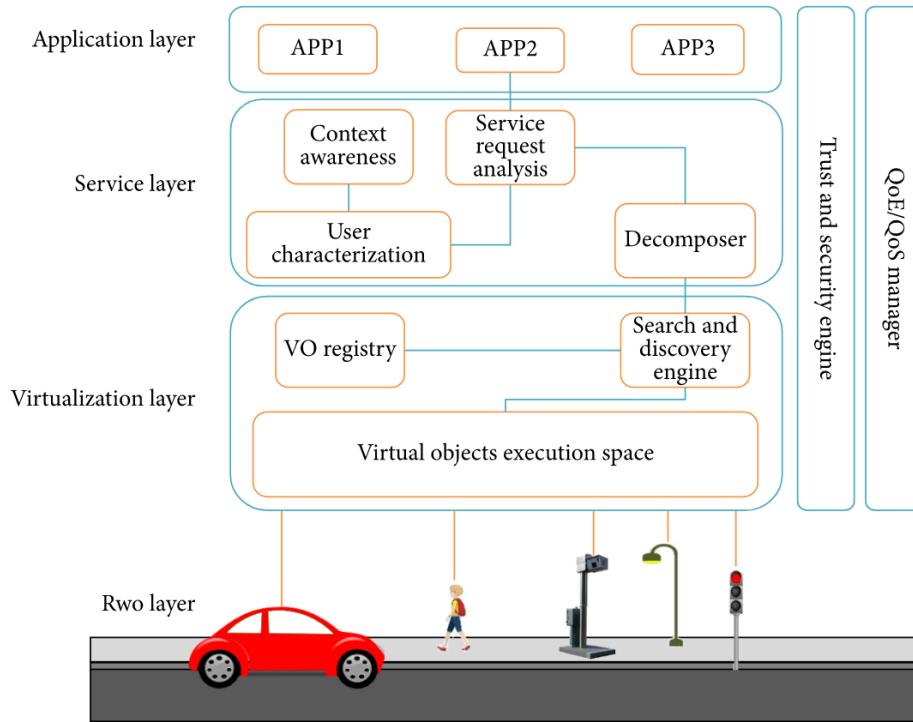 Application layer
APP1
APP2
APP3
Service layer
Context
awareness
Service
request
analysis
User
characterization
Decomposer
Virtualization layer
VO registry
Search and
discovery
engine
Virtual objects execution space
Rwo layer
Trust and security engine
QoE/QoS manager